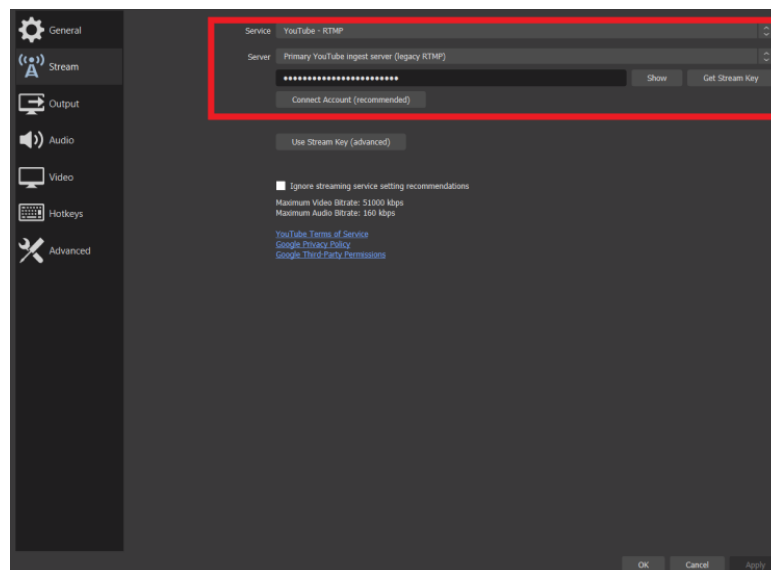 General
Stream
Output
Audio
Video
Hotkeys
Advanced
Service YouTube - RTMP
Server Primary YouTube ingest server (legacy RTMP)
•••••••••••••••••••••••• Show Get Stream Key
Connect Account (recommended)
Use Stream Key (advanced)
Ignore streaming service setting recommendations
Maximum Video Bitrate: 51000 kbps
Maximum Audio Bitrate: 160 kbps
YouTube Terms of Service
Google Privacy Policy
Google Third-Party Permissions
OK Cancel Apply